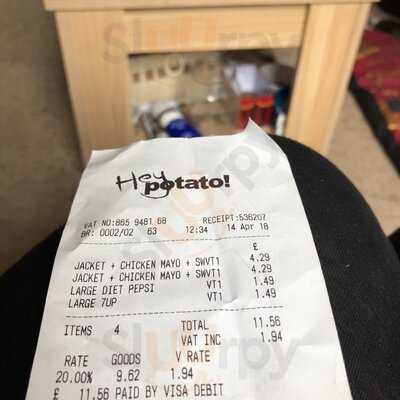 Hey potato!
VAT NO:865 9481 68 RECEIPT:536207
BR: 0002/02 63 12:34 14 Apr 18
£
JACKET + CHICKEN MAYO + SWVT1 4.29
JACKET + CHICKEN MAYO + SWVT1 4.29
LARGE DIET PEPSI VT1 1.49
LARGE 7UP VT1 1.49
ITEMS 4 TOTAL 11.56
VAT INC 1.94
RATE GOODS V RATE
20.00% 9.62 1.94
£ 11.56 PAID BY VISA DEBIT
Sluurpy
Sluurpy
Sluurpy